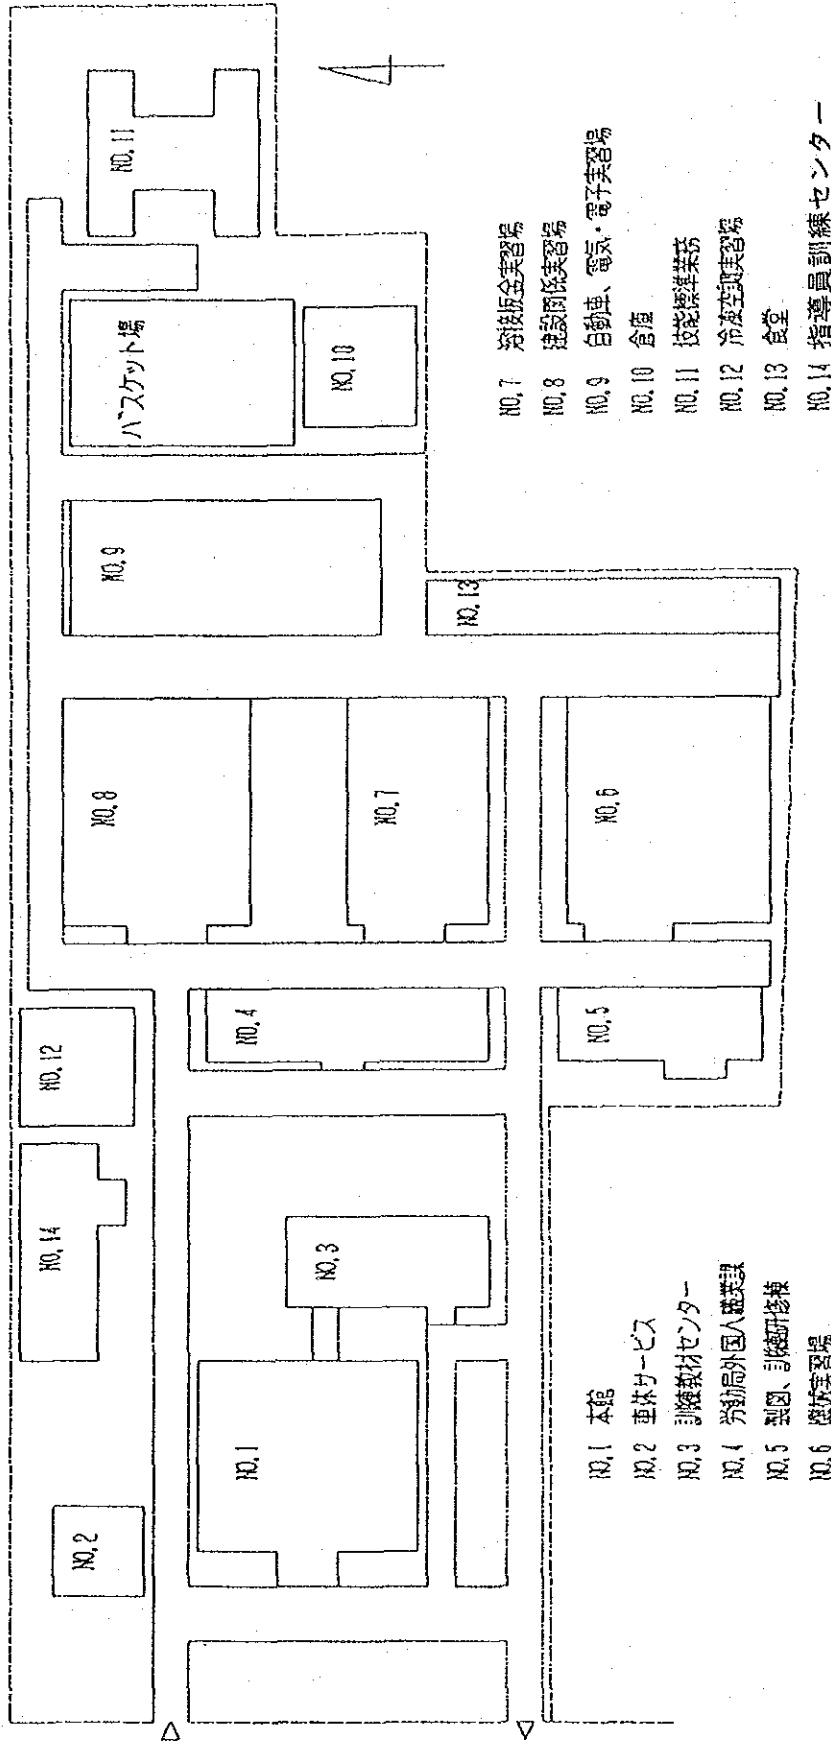 NO.2
NO.14
NO.12
NO.1
NO.3
NO.4
NO.8
NO.9
バスケット場
NO.11
NO.7
NO.10
NO.5
NO.6
NO.13
NO.1 本館
NO.2 車体サービス
NO.3 訓練教材センター
NO.4 労動局外国人職業課
NO.5 製図、訓練研修棟
NO.6 機械実習場
NO.7 溶接板金実習場
NO.8 建設関係実習場
NO.9 自動車、電気・電子実習場
NO.10 倉庫
NO.11 技能標準業務
NO.12 冷凍空調実習場
NO.13 食堂
NO.14 指導員訓練センター